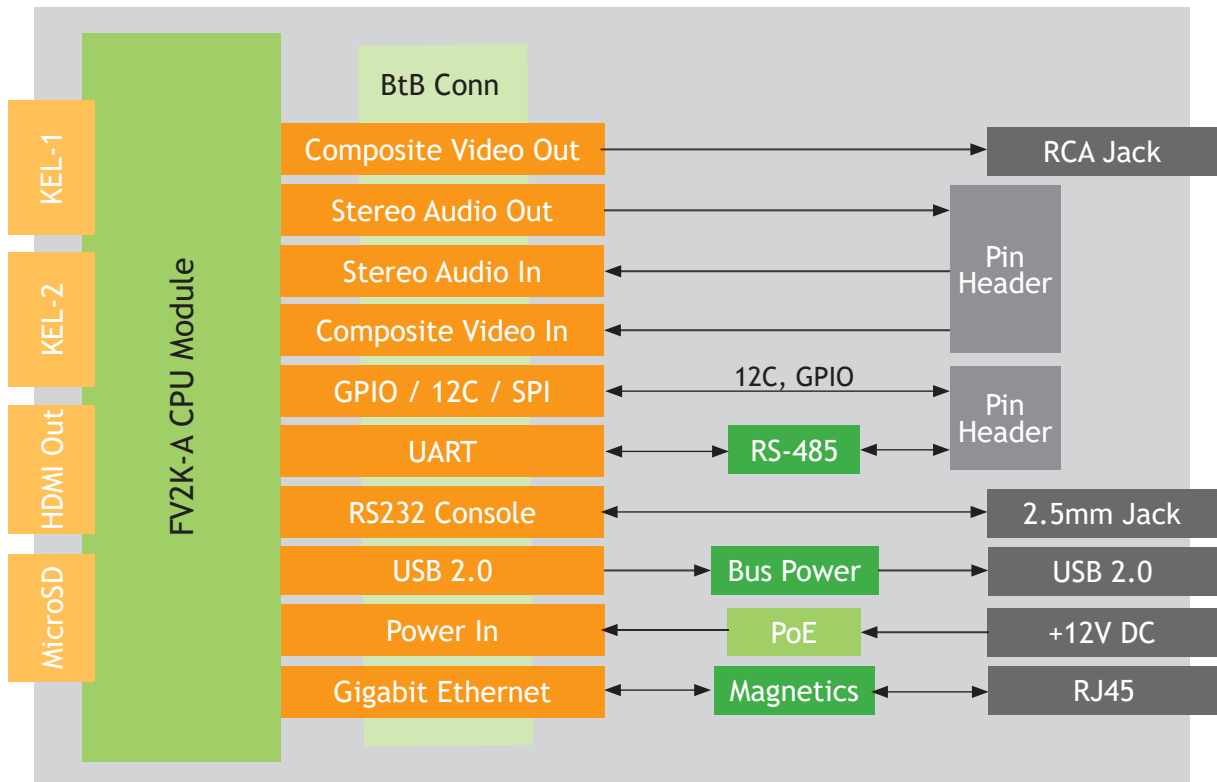 BtB Conn
KEL-1
KEL-2
HDMI Out
MicroSD
FV2K-A CPU Module
Composite Video Out
RCA Jack
Stereo Audio Out
Stereo Audio In
Composite Video In
Pin
Header
GPIO / 12C / SPI
12C, GPIO
UART
RS-485
Pin
Header
RS232 Console
2.5mm Jack
USB 2.0
Bus Power
USB 2.0
Power In
PoE
+12V DC
Gigabit Ethernet
Magnetics
RJ45